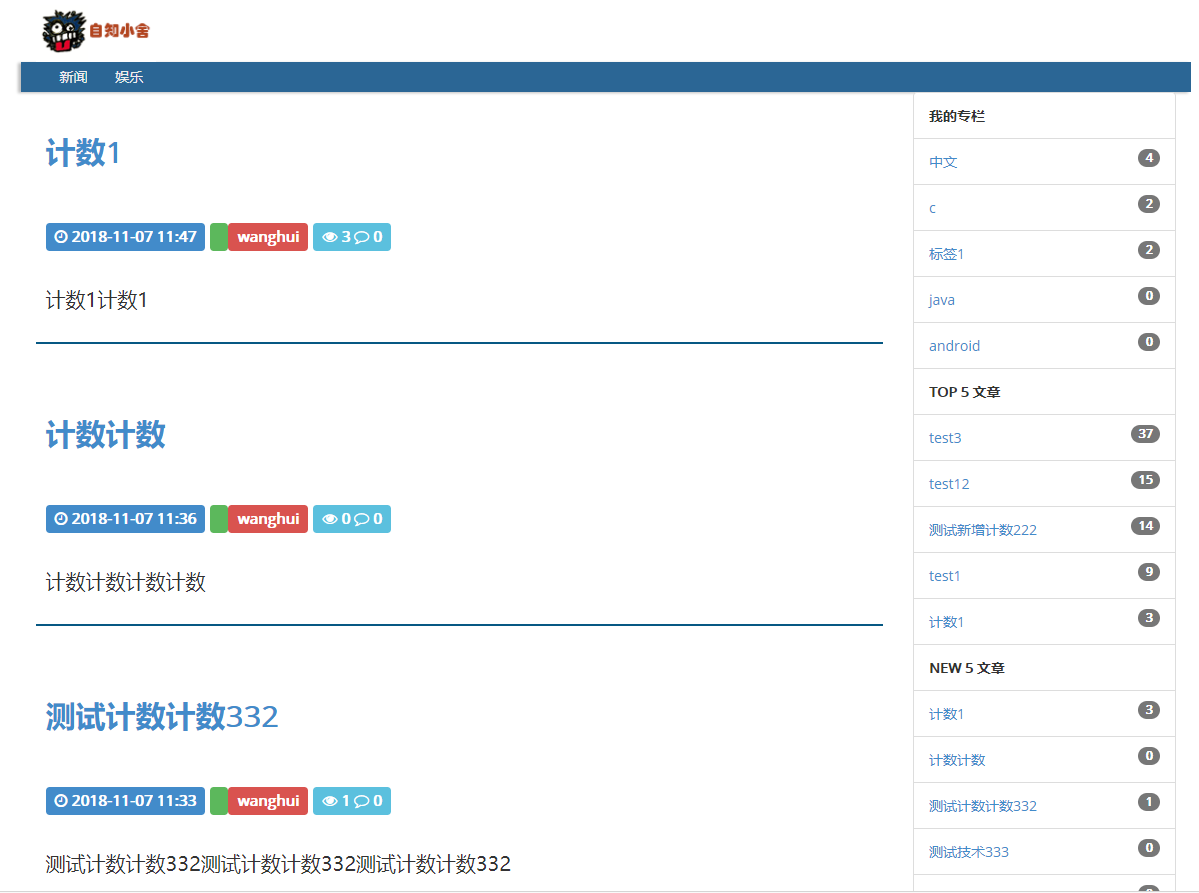 自知小舍
新闻 娱乐
计数1
2018-11-07 11:47 wanghui 3 0
计数1计数1
计数计数
2018-11-07 11:36 wanghui 0 0
计数计数计数计数
测试计数计数332
2018-11-07 11:33 wanghui 1 0
测试计数计数332测试计数计数332测试计数计数332
我的专栏
中文 4
c 2
标签1 2
java 0
android 0
TOP 5 文章
test3 37
test12 15
测试新增计数222 14
test1 9
计数1 3
NEW 5 文章
计数1 3
计数计数 0
测试计数计数332 1
测试技术333 0